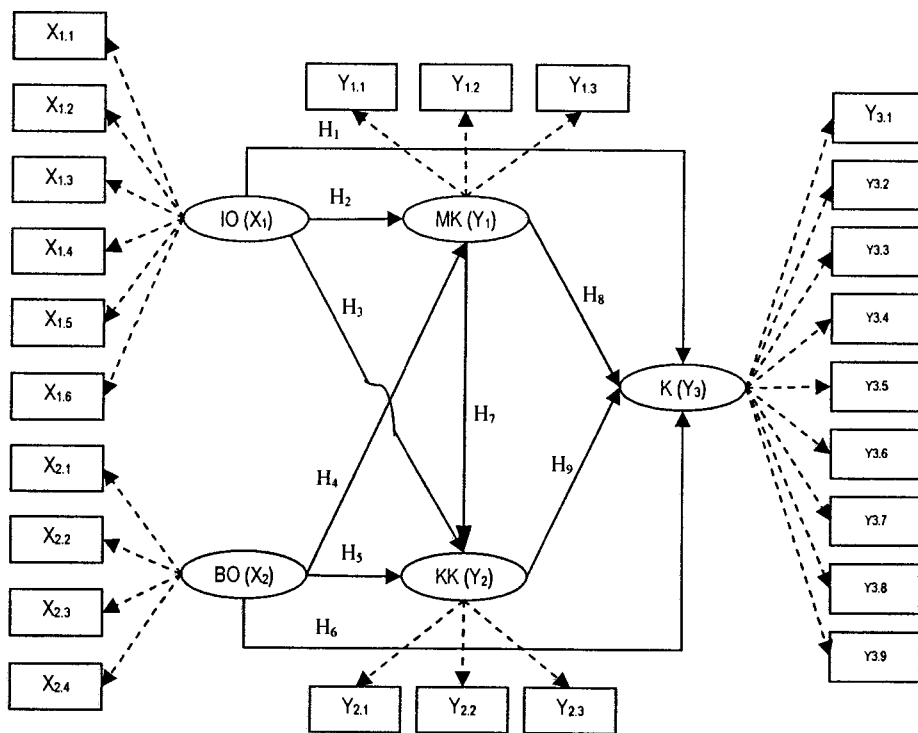 X1.1
X1.2
X1.3
X1.4
X1.5
X1.6
X2.1
X2.2
X2.3
X2.4
Y1.1
Y1.2
Y1.3
H1
IO (X1)
H2
MK (Y1)
H3
H8
H4
H7
H9
K (Y3)
BO (X2)
H5
KK (Y2)
H6
Y2.1
Y2.2
Y2.3
Y3.1
Y3.2
Y3.3
Y3.4
Y3.5
Y3.6
Y3.7
Y3.8
Y3.9